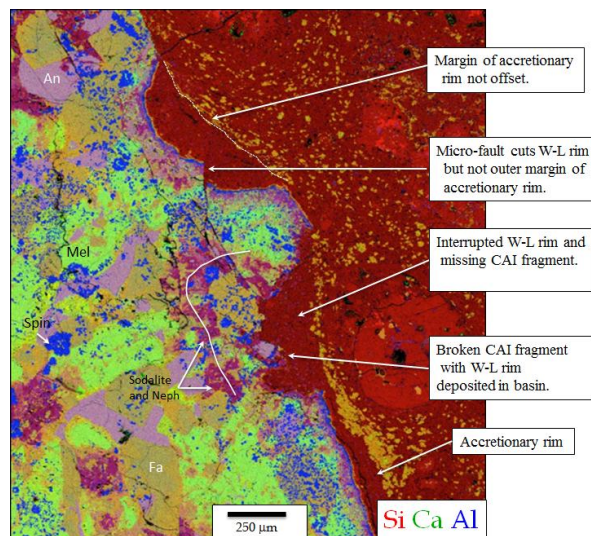 An
Margin of accretionary
rim not offset.
Micro-fault cuts W-L rim
but not outer margin of
accretionary rim.
Mel
Interrupted W-L rim and
missing CAI fragment.
Spin
Sodalite
and Neph
Broken CAI fragment
with W-L rim
deposited in basin.
Accretionary rim
Fa
250 μm
Si Ca Al